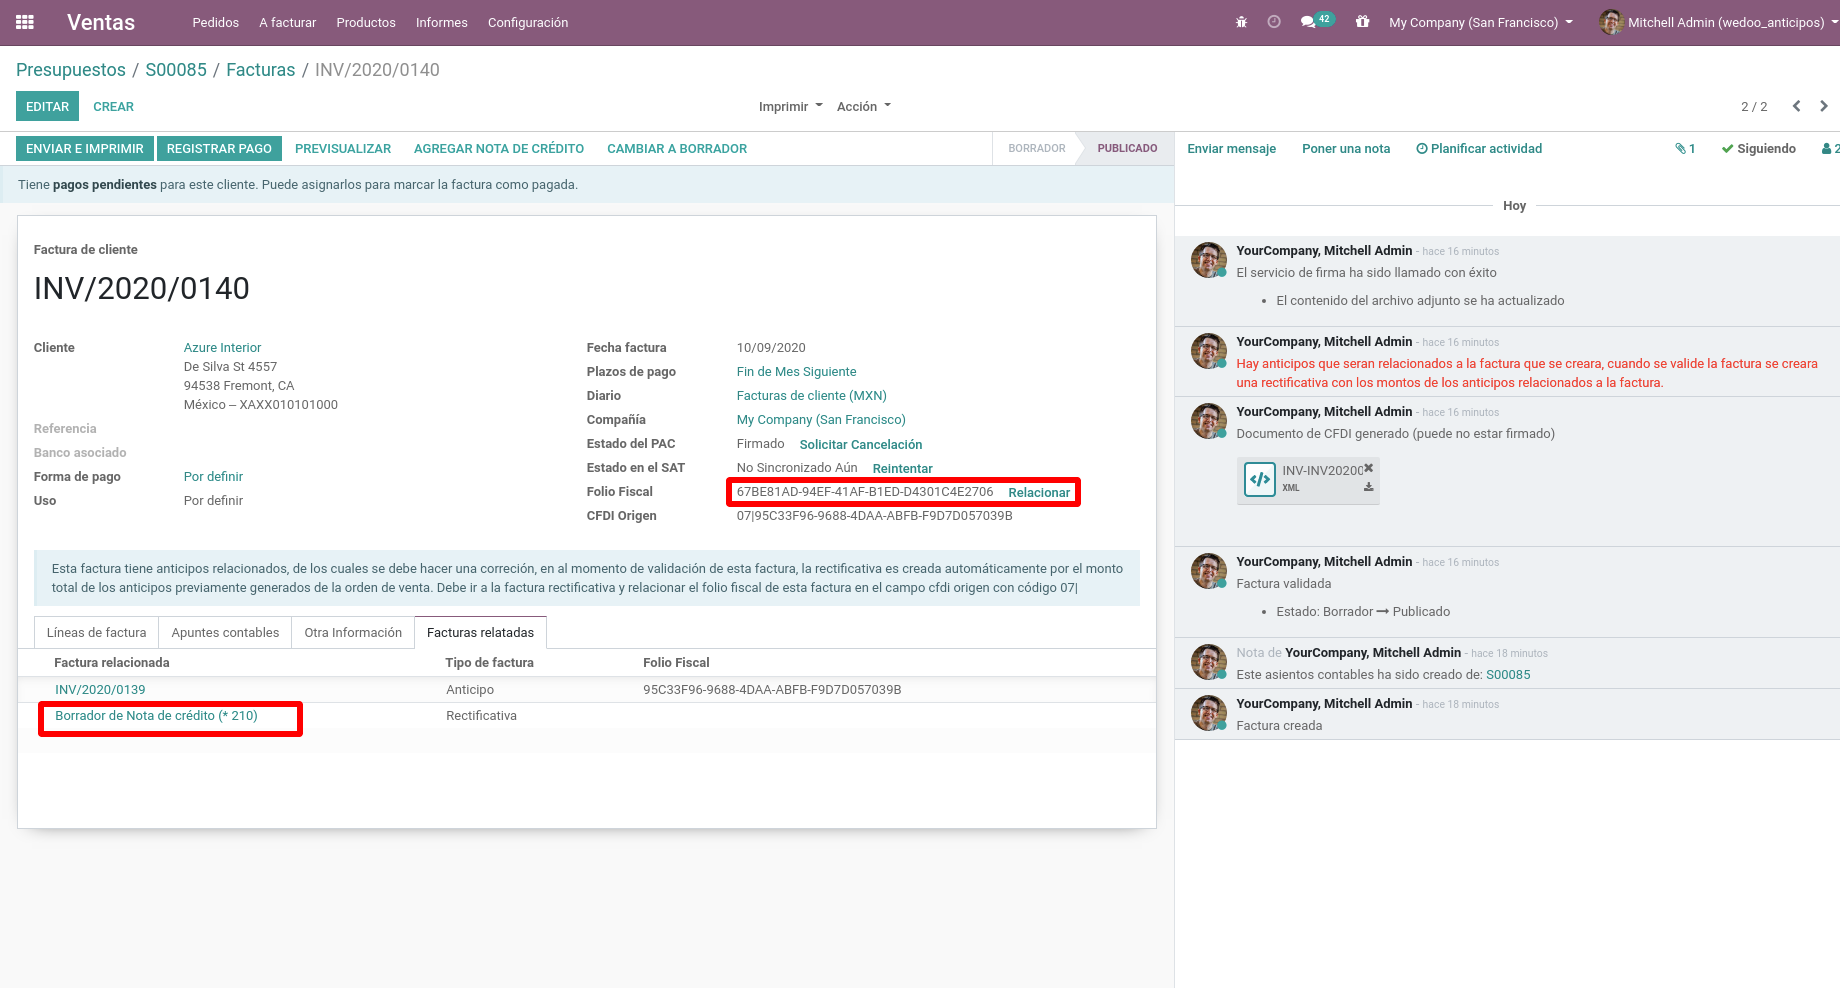 Ventas
Pedidos A facturar Productos Informes Configuración
42 My Company (San Francisco) Mitchell Admin (wedoo_anticipos)
Presupuestos / S00085 / Facturas / INV/2020/0140
EDITAR CREAR
Imprimir Acción
2 / 2
ENVIAR E IMPRIMIR REGISTRAR PAGO PREVISUALIZAR AGREGAR NOTA DE CRÉDITO CAMBIAR A BORRADOR
BORRADOR PUBLICADO
Tiene pagos pendientes para este cliente. Puede asignarlos para marcar la factura como pagada.
Factura de cliente
INV/2020/0140
Cliente Azure Interior
De Silva St 4557
94538 Fremont, CA
México – XAXX010101000
Referencia
Banco asociado
Forma de pago Por definir
Uso Por definir
Fecha factura 10/09/2020
Plazos de pago Fin de Mes Siguiente
Diario Facturas de cliente (MXN)
Compañía My Company (San Francisco)
Estado del PAC Firmado Solicitar Cancelación
Estado en el SAT No Sincronizado Aún Reintentar
Folio Fiscal 67BE81AD-94EF-41AF-B1ED-D4301C4E2706 Relacionar
CFDI Origen 07|95C33F96-9688-4DAA-ABFB-F9D7D057039B
Esta factura tiene anticipos relacionados, de los cuales se debe hacer una correción, en al momento de validación de esta factura, la rectificativa es creada automáticamente por el monto
total de los anticipos previamente generados de la orden de venta. Debe ir a la factura rectificativa y relacionar el folio fiscal de esta factura en el campo cfdi origen con código 07|
Líneas de factura Apuntes contables Otra Información Facturas relatadas
Factura relacionada Tipo de factura Folio Fiscal
INV/2020/0139 Anticipo 95C33F96-9688-4DAA-ABFB-F9D7D057039B
Borrador de Nota de crédito (* 210) Rectificativa
Enviar mensaje Poner una nota Planificar actividad 1 Siguiendo 2
Hoy
YourCompany, Mitchell Admin - hace 16 minutos
El servicio de firma ha sido llamado con éxito
• El contenido del archivo adjunto se ha actualizado
YourCompany, Mitchell Admin - hace 16 minutos
Hay anticipos que seran relacionados a la factura que se creara, cuando se valide la factura se creara
una rectificativa con los montos de los anticipos relacionados a la factura.
YourCompany, Mitchell Admin - hace 16 minutos
Documento de CFDI generado (puede no estar firmado)
INV-INV20200
XML
YourCompany, Mitchell Admin - hace 16 minutos
Factura validada
• Estado: Borrador → Publicado
Nota de YourCompany, Mitchell Admin - hace 18 minutos
Este asientos contables ha sido creado de: S00085
YourCompany, Mitchell Admin - hace 18 minutos
Factura creada